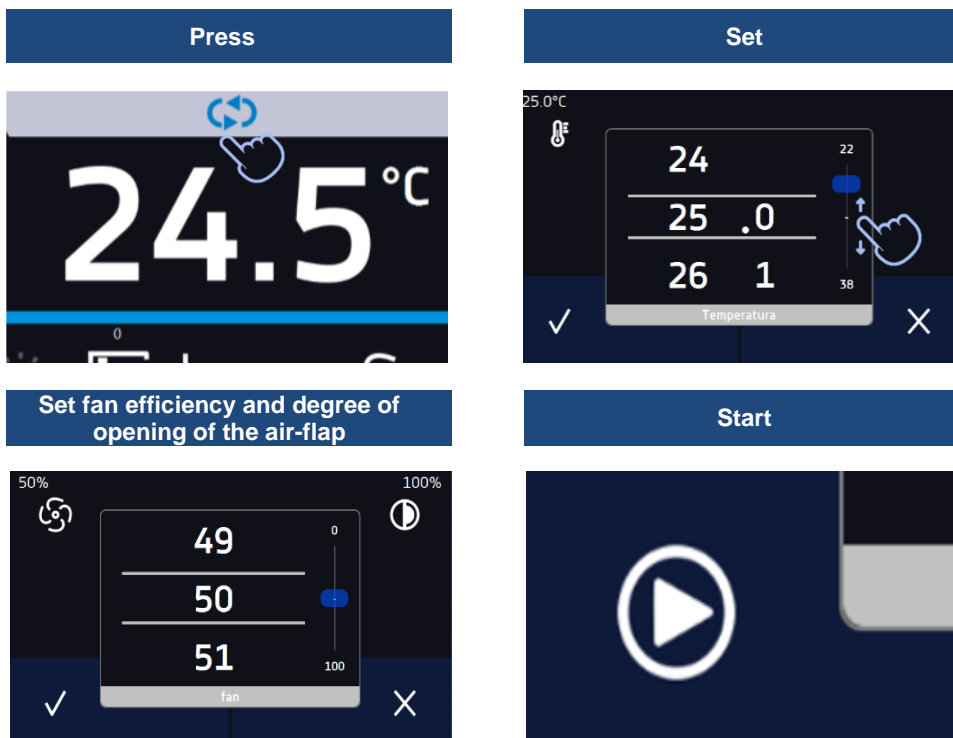 Press
Set
24.5°C
0
25.0°C
24
25 .0
26 1
22
38
Temperatura
Set fan efficiency and degree of
opening of the air-flap
Start
50%
100%
49
50
51
0
100
fan